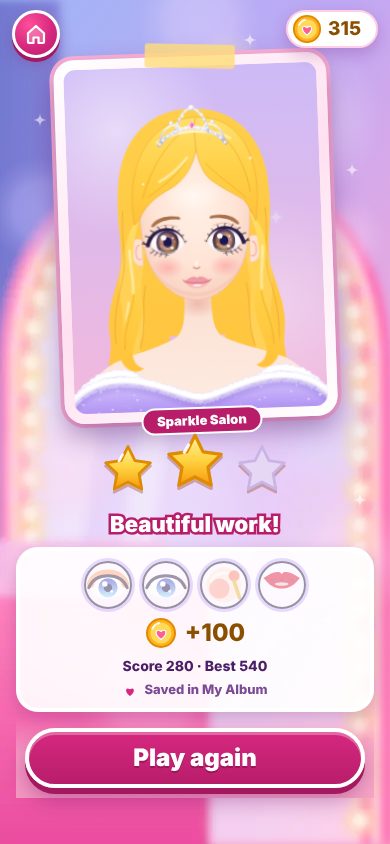 315
Sparkle Salon
Beautiful work!
+100
Score 280 · Best 540
Saved in My Album
Play again